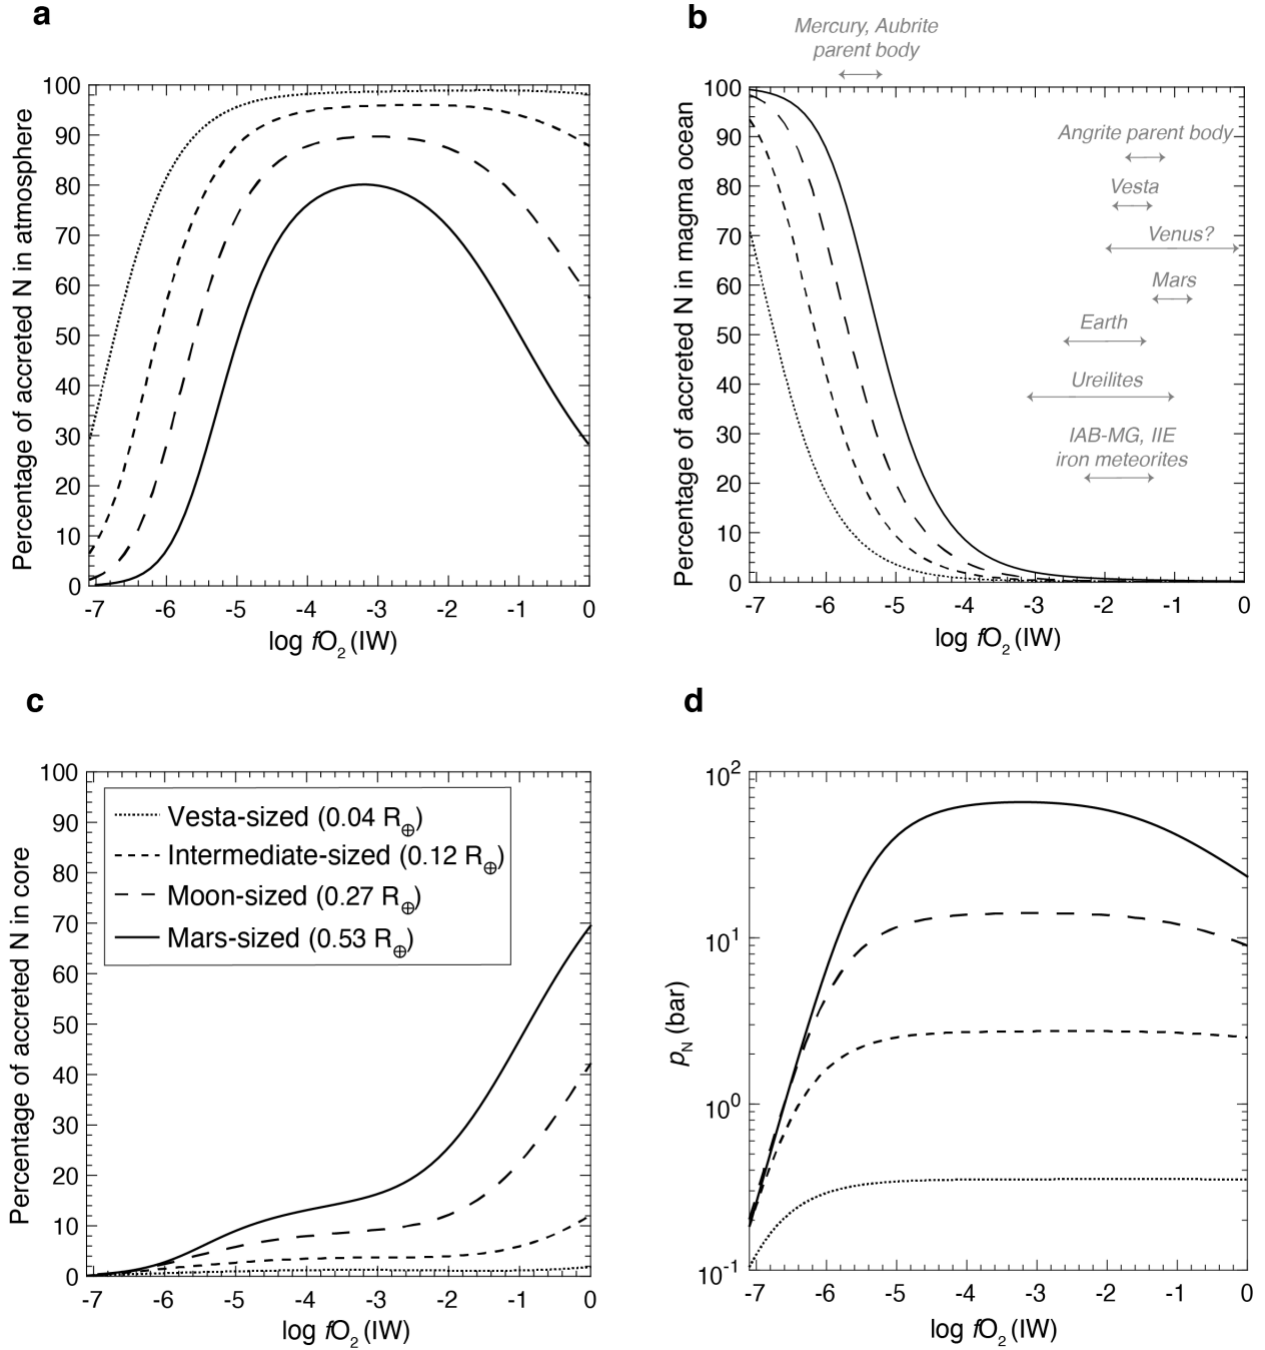 a
Percentage of accreted N in atmosphere
100
90
80
70
60
50
40
30
20
10
0
-7 -6 -5 -4 -3 -2 -1 0
log fO₂ (IW)
b
Mercury, Aubrite
parent body
Percentage of accreted N in magma ocean
100
90
80
70
60
50
40
30
20
10
0
Angrite parent body
Vesta
Venus?
Mars
Earth
Ureilites
IAB-MG, IIE
iron meteorites
-7 -6 -5 -4 -3 -2 -1 0
log fO₂ (IW)
c
Percentage of accreted N in core
100
90
80
70
60
50
40
30
20
10
0
Vesta-sized (0.04 R⊕)
Intermediate-sized (0.12 R⊕)
Moon-sized (0.27 R⊕)
Mars-sized (0.53 R⊕)
-7 -6 -5 -4 -3 -2 -1 0
log fO₂ (IW)
d
pN (bar)
10²
10¹
10⁰
10⁻¹
-7 -6 -5 -4 -3 -2 -1 0
log fO₂ (IW)